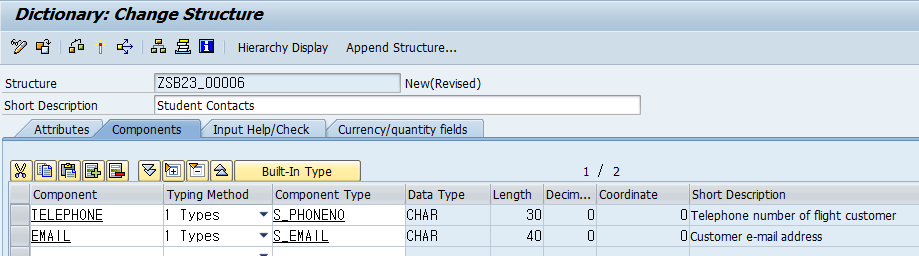 Dictionary: Change Structure
Hierarchy Display Append Structure...
Structure ZSB23_00006 New(Revised)
Short Description Student Contacts
Attributes Components Input Help/Check Currency/quantity fields
Built-In Type 1 / 2
Component Typing Method Component Type Data Type Length Decim... Coordinate Short Description
TELEPHONE 1 Types S_PHONENO CHAR 30 0 0 Telephone number of flight customer
EMAIL 1 Types S_EMAIL CHAR 40 0 0 Customer e-mail address